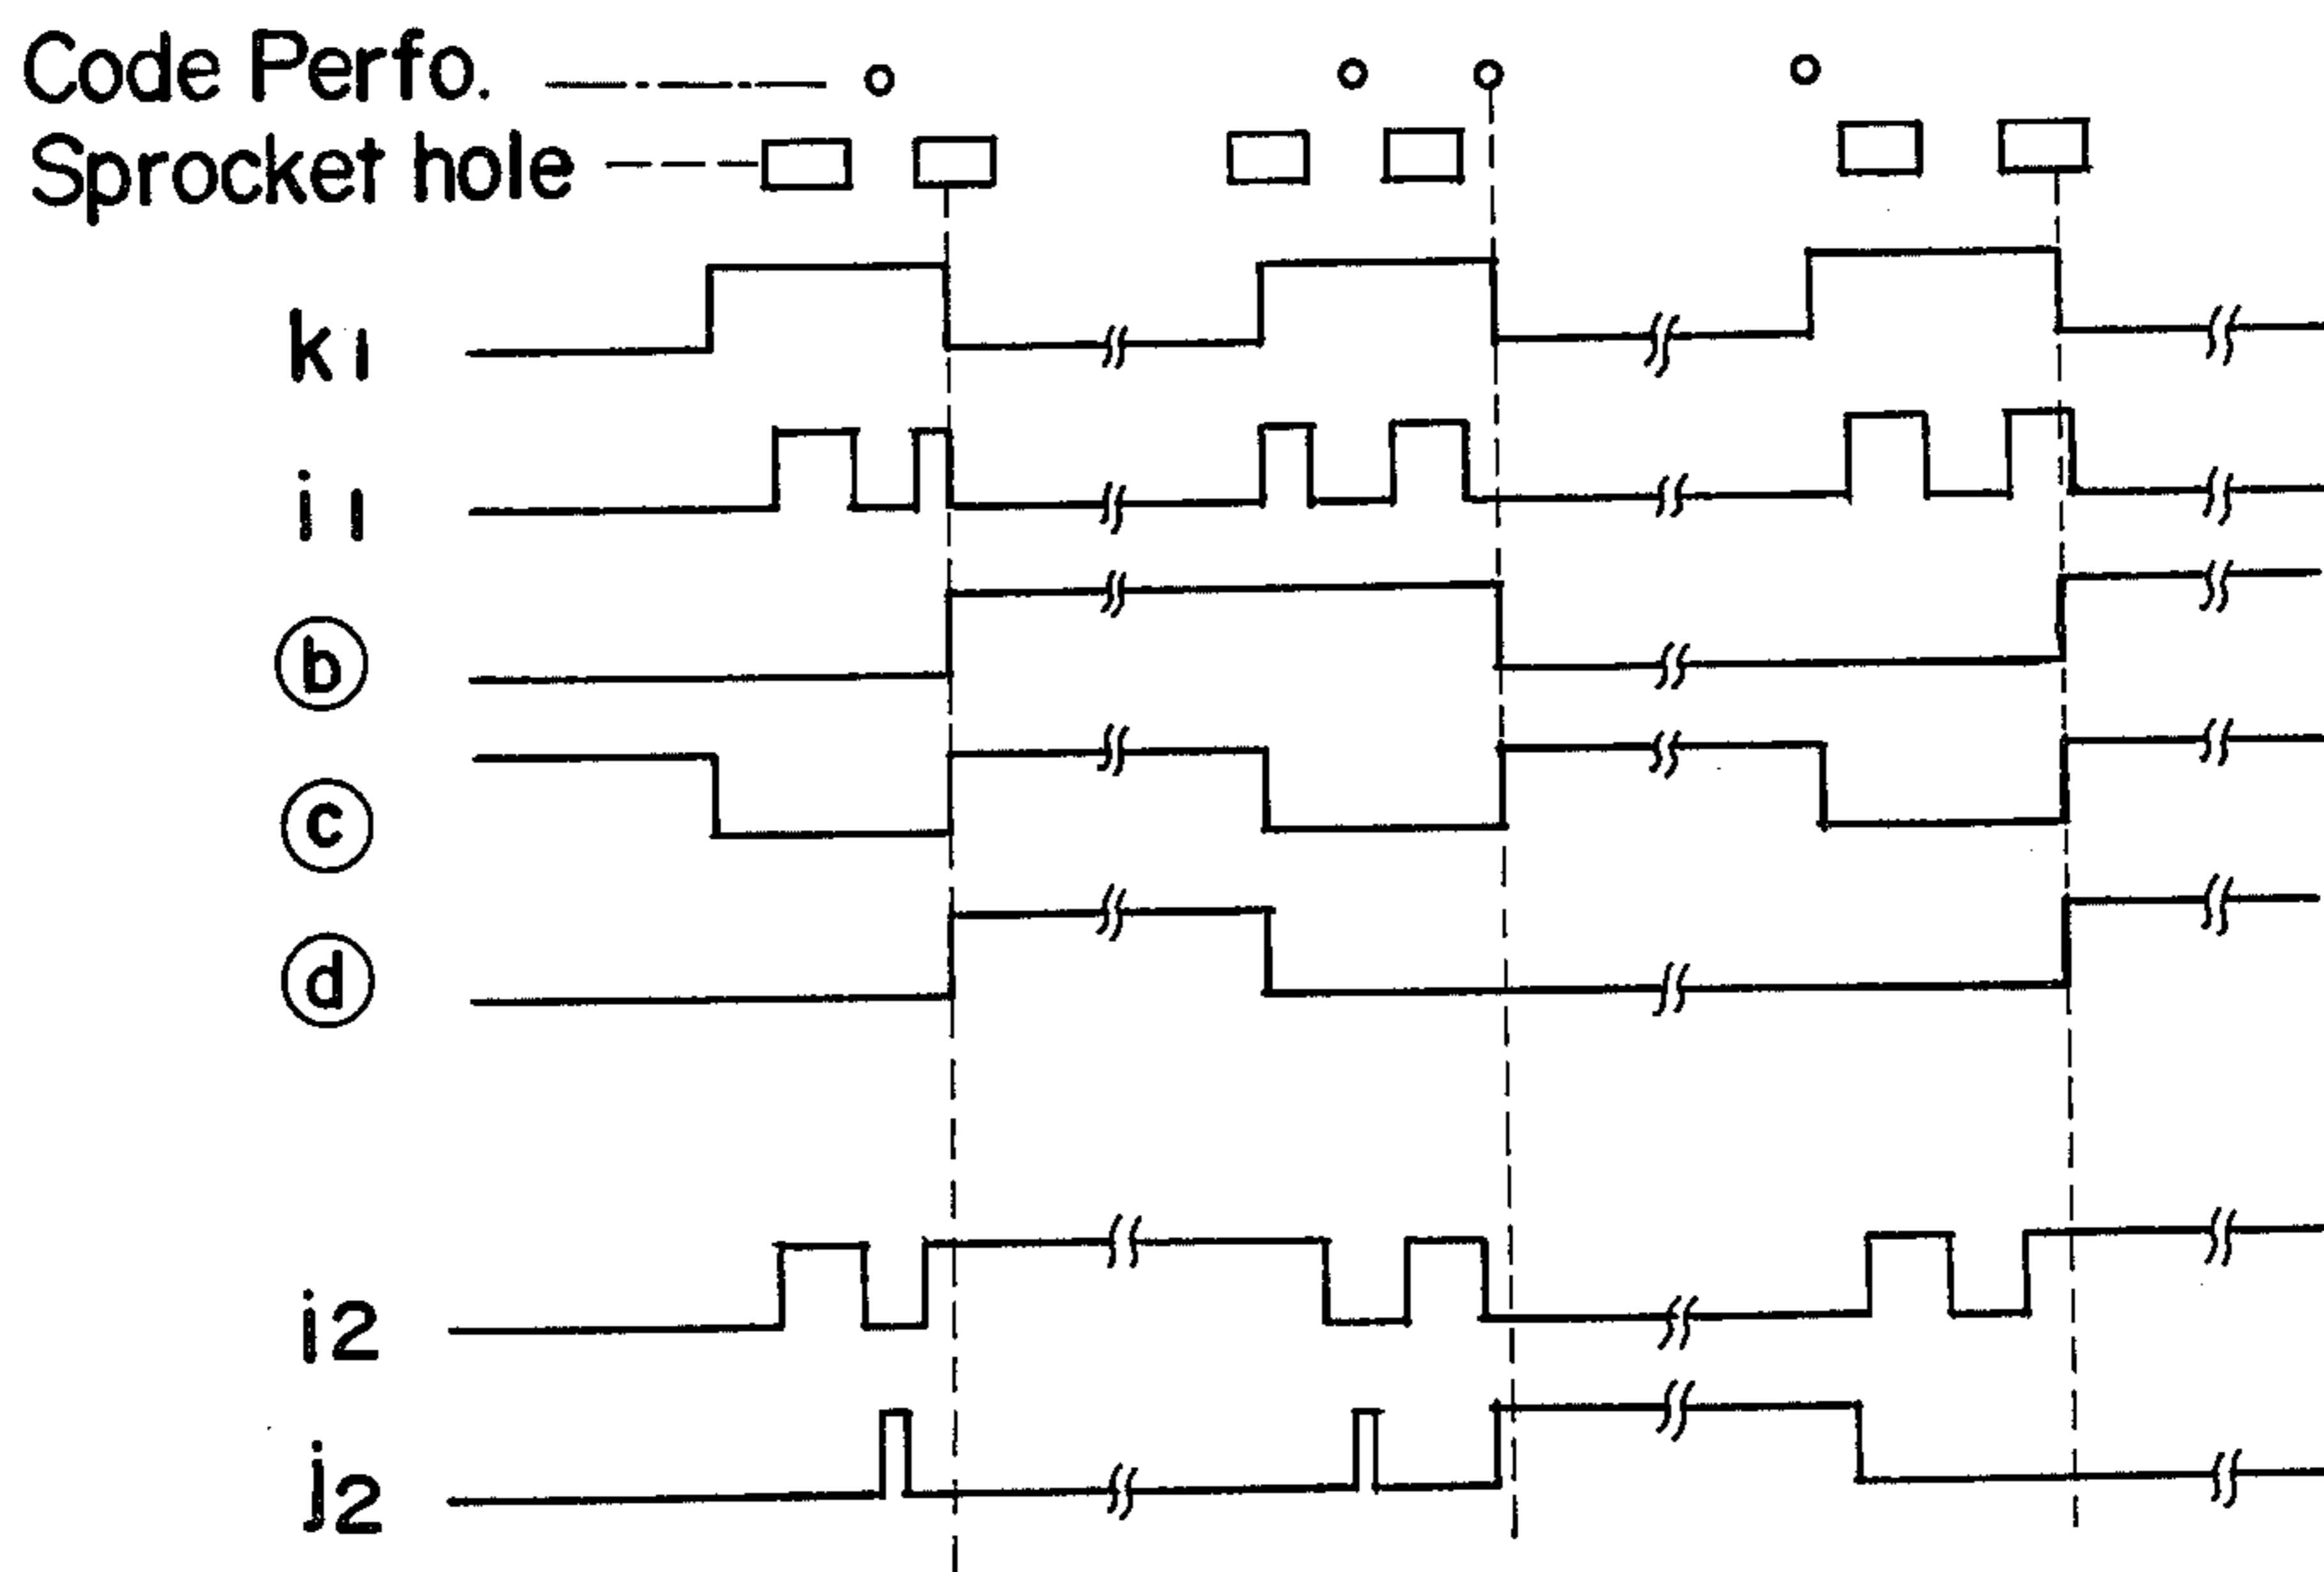 Code Perfo.
Sprocket hole
k1
i1
b
c
d
i2
j2